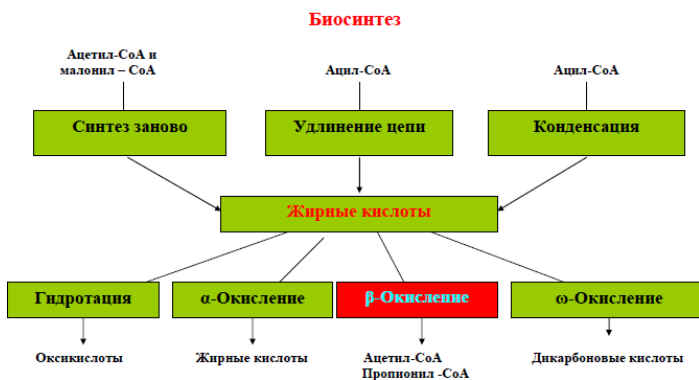 Биосинтез
Ацетил-CoA и
малонил – CoA
Ацил-CoA
Ацил-CoA
Синтез заново
Удлинение цепи
Конденсация
Жирные кислоты
Гидротация
α-Окисление
β-Окисление
ω-Окисление
Оксикислоты
Жирные кислоты
Ацетил-CoA
Пропионил -CoA
Дикарбоновые кислоты